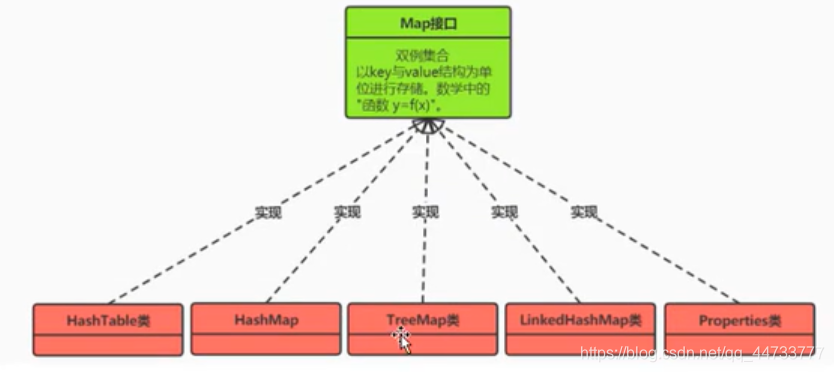 Map接口
双例集合
以key与value结构为单
位进行存储。数学中的
"函数 y=f(x)"。
实现 实现 实现 实现 实现
HashTable类 HashMap TreeMap类 LinkedHashMap类 Properties类
https://blog.csdn.net/qq_44733777